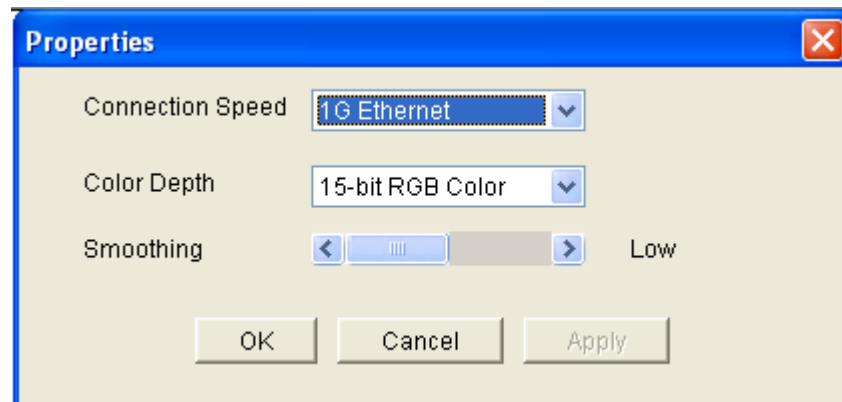 Properties
Connection Speed 1G Ethernet
Color Depth 15-bit RGB Color
Smoothing Low
OK Cancel Apply